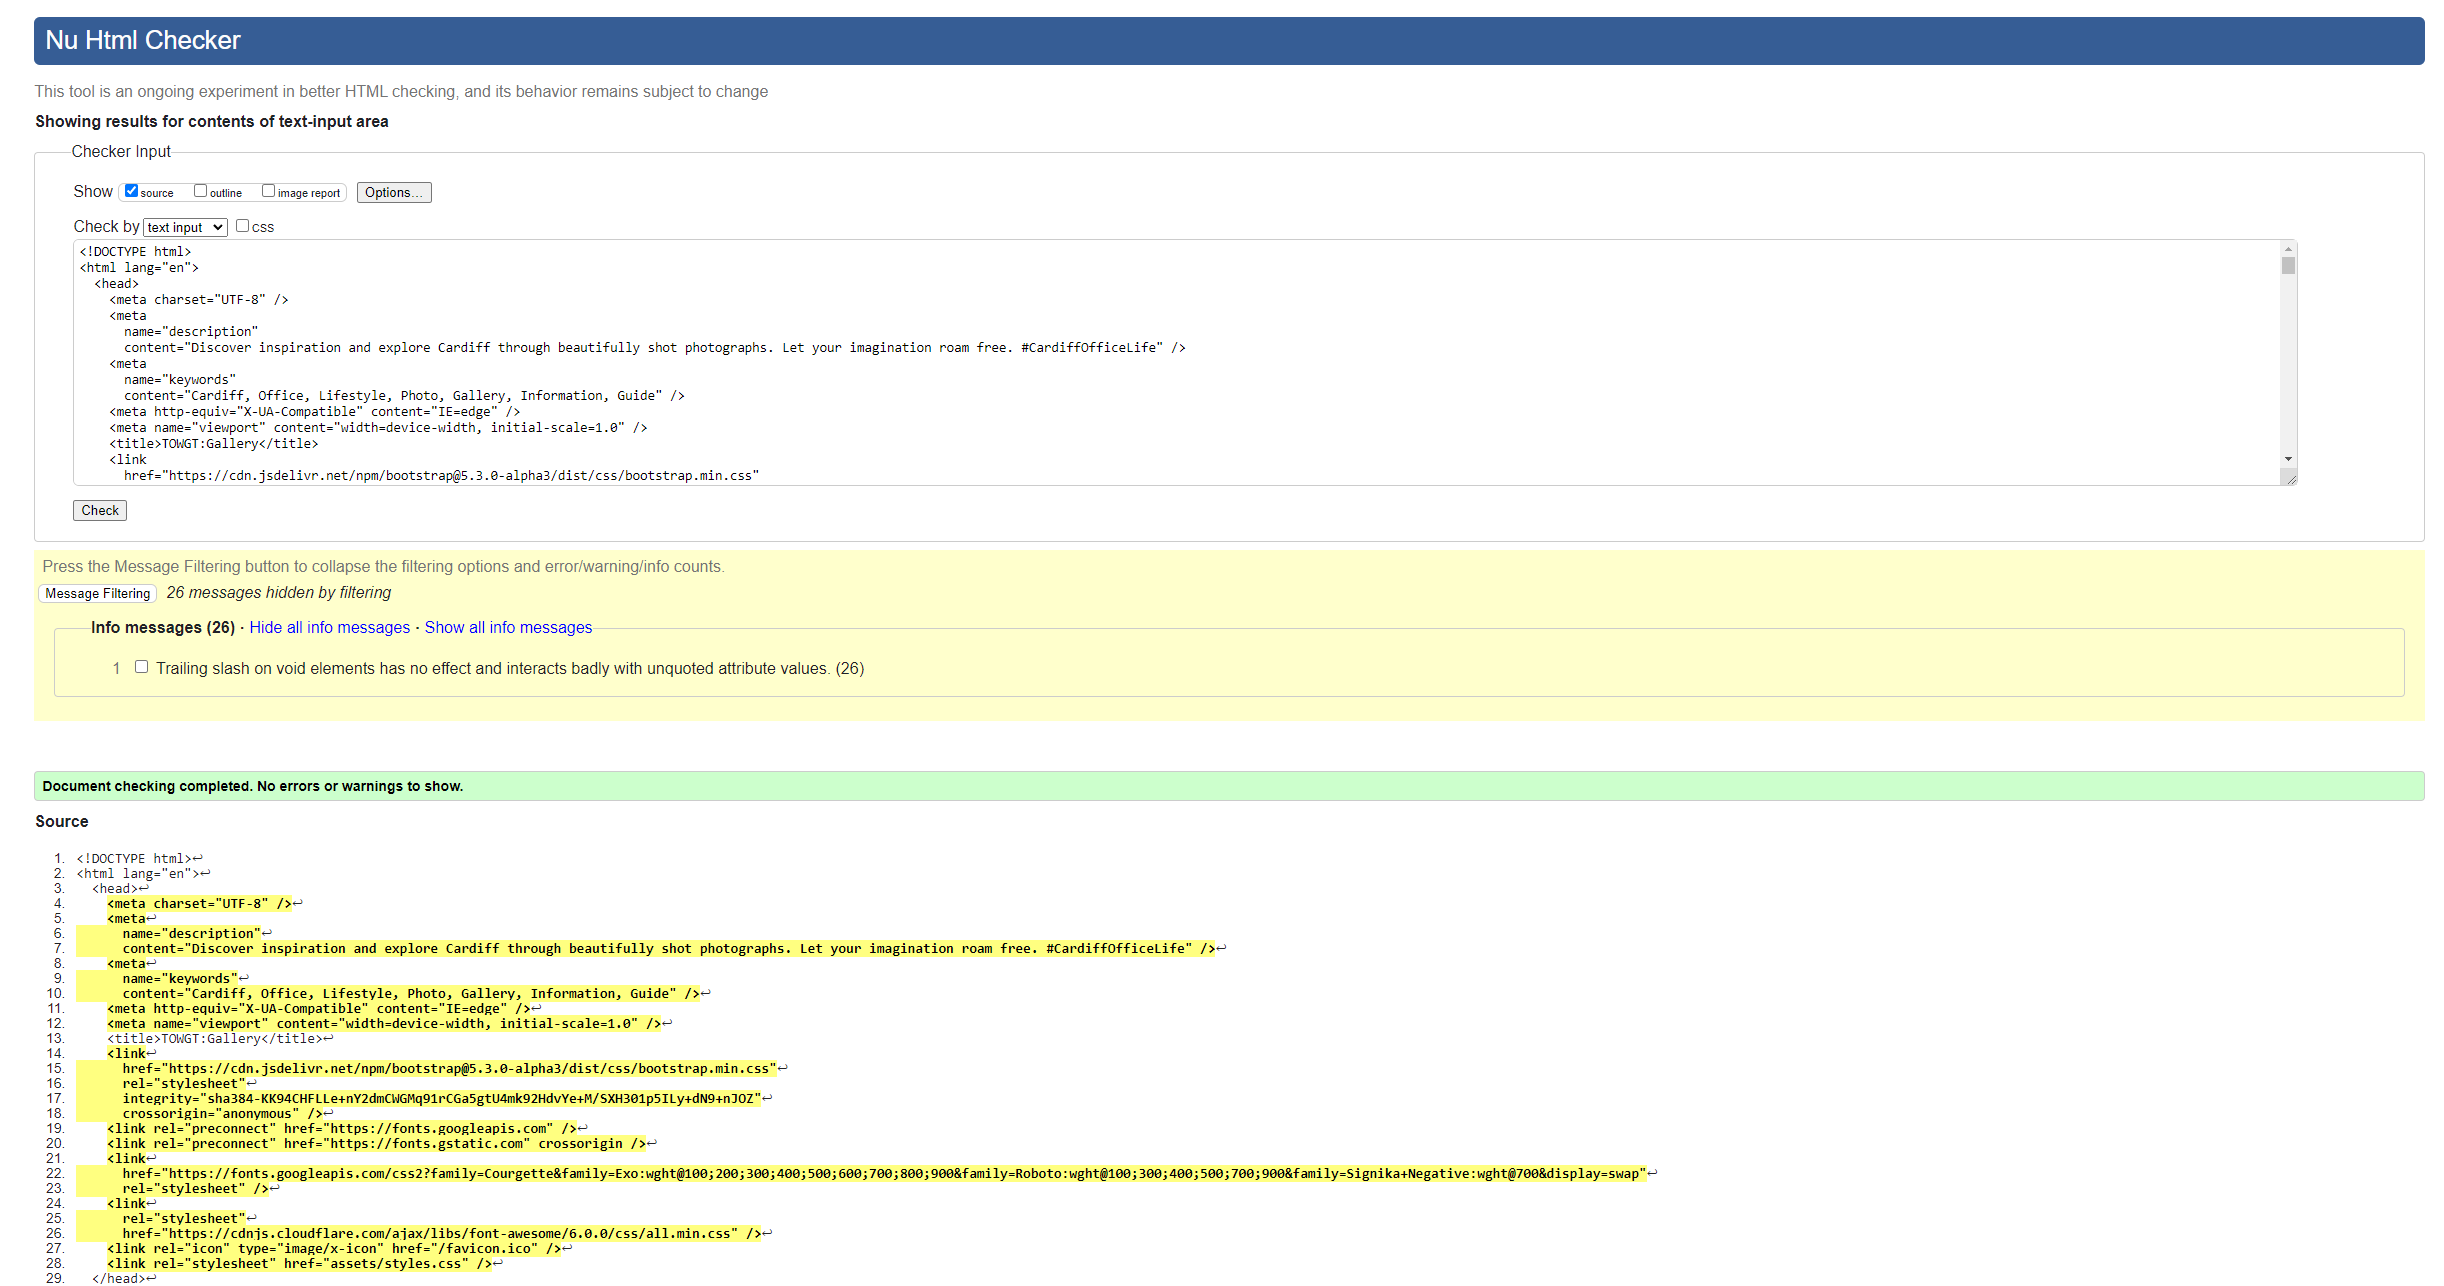 Nu Html Checker
This tool is an ongoing experiment in better HTML checking, and its behavior remains subject to change
Showing results for contents of text-input area
Checker Input
Show source outline image report Options...
Check by text input css
<!DOCTYPE html>
<html lang="en">
  <head>
    <meta charset="UTF-8" />
    <meta
      name="description"
      content="Discover inspiration and explore Cardiff through beautifully shot photographs. Let your imagination roam free. #CardiffOfficeLife" />
    <meta
      name="keywords"
      content="Cardiff, Office, Lifestyle, Photo, Gallery, Information, Guide" />
    <meta http-equiv="X-UA-Compatible" content="IE=edge" />
    <meta name="viewport" content="width=device-width, initial-scale=1.0" />
    <title>TOWGT:Gallery</title>
    <link
      href="https://cdn.jsdelivr.net/npm/bootstrap@5.3.0-alpha3/dist/css/bootstrap.min.css"
Check
Press the Message Filtering button to collapse the filtering options and error/warning/info counts.
Message Filtering 26 messages hidden by filtering
Info messages (26) · Hide all info messages · Show all info messages
1 Trailing slash on void elements has no effect and interacts badly with unquoted attribute values. (26)
Document checking completed. No errors or warnings to show.
Source
1. <!DOCTYPE html>↩
2. <html lang="en">↩
3.   <head>↩
4.     <meta charset="UTF-8" />↩
5.     <meta↩
6.       name="description"↩
7.       content="Discover inspiration and explore Cardiff through beautifully shot photographs. Let your imagination roam free. #CardiffOfficeLife" />↩
8.     <meta↩
9.       name="keywords"↩
10.       content="Cardiff, Office, Lifestyle, Photo, Gallery, Information, Guide" />↩
11.     <meta http-equiv="X-UA-Compatible" content="IE=edge" />↩
12.     <meta name="viewport" content="width=device-width, initial-scale=1.0" />↩
13.     <title>TOWGT:Gallery</title>↩
14.     <link↩
15.       href="https://cdn.jsdelivr.net/npm/bootstrap@5.3.0-alpha3/dist/css/bootstrap.min.css"↩
16.       rel="stylesheet"↩
17.       integrity="sha384-KK94CHFLLe+nY2dmCWGMq91rCGa5gtU4mk92HdvYe+M/SXH301p5ILy+dN9+nJOZ"↩
18.       crossorigin="anonymous" />↩
19.     <link rel="preconnect" href="https://fonts.googleapis.com" />↩
20.     <link rel="preconnect" href="https://fonts.gstatic.com" crossorigin />↩
21.     <link↩
22.       href="https://fonts.googleapis.com/css2?family=Courgette&family=Exo:wght@100;200;300;400;500;600;700;800;900&family=Roboto:wght@100;300;400;500;700;900&family=Signika+Negative:wght@700&display=swap"↩
23.       rel="stylesheet" />↩
24.     <link↩
25.       rel="stylesheet"↩
26.       href="https://cdnjs.cloudflare.com/ajax/libs/font-awesome/6.0.0/css/all.min.css" />↩
27.     <link rel="icon" type="image/x-icon" href="/favicon.ico" />↩
28.     <link rel="stylesheet" href="assets/styles.css" />↩
29.   </head>↩